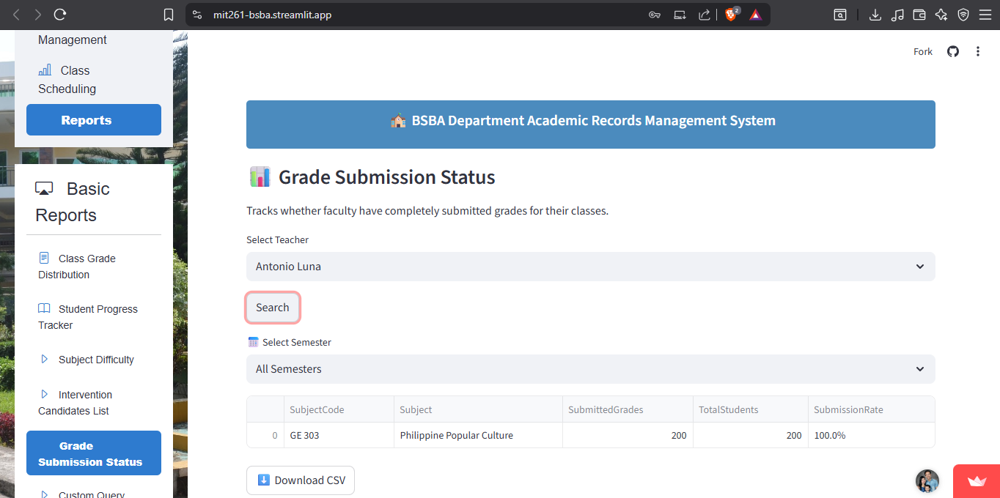 mit261-bsba.streamlit.app
2
Management
Class
Scheduling
Reports
Basic
Reports
Class Grade
Distribution
Student Progress
Tracker
Subject Difficulty
Intervention
Candidates List
Grade
Submission Status
Custom Query
Fork
BSBA Department Academic Records Management System
Grade Submission Status
Tracks whether faculty have completely submitted grades for their classes.
Select Teacher
Antonio Luna
Search
Select Semester
All Semesters
SubjectCode Subject SubmittedGrades TotalStudents SubmissionRate
0 GE 303 Philippine Popular Culture 200 200 100.0%
Download CSV